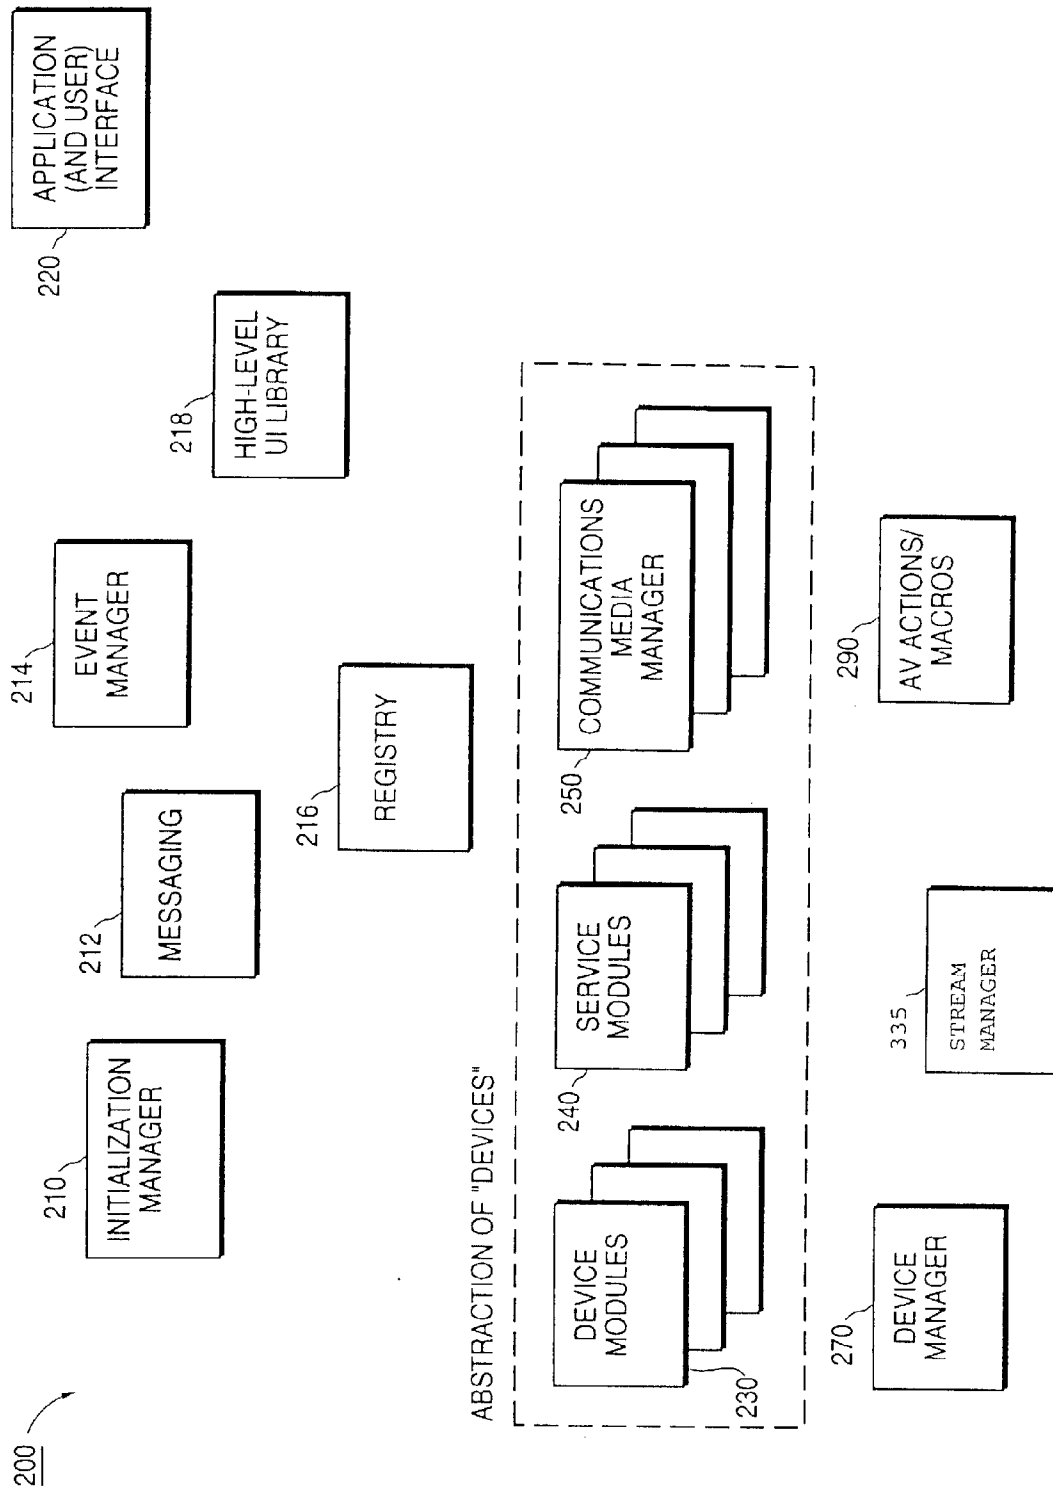 200
210
INITIALIZATION
MANAGER
212
MESSAGING
214
EVENT
MANAGER
216
REGISTRY
218
HIGH-LEVEL
UI LIBRARY
220
APPLICATION
(AND USER)
INTERFACE
ABSTRACTION OF "DEVICES"
DEVICE
MODULES
230
240
SERVICE
MODULES
250
COMMUNICATIONS
MEDIA
MANAGER
270
DEVICE
MANAGER
335
STREAM
MANAGER
290
AV ACTIONS/
MACROS